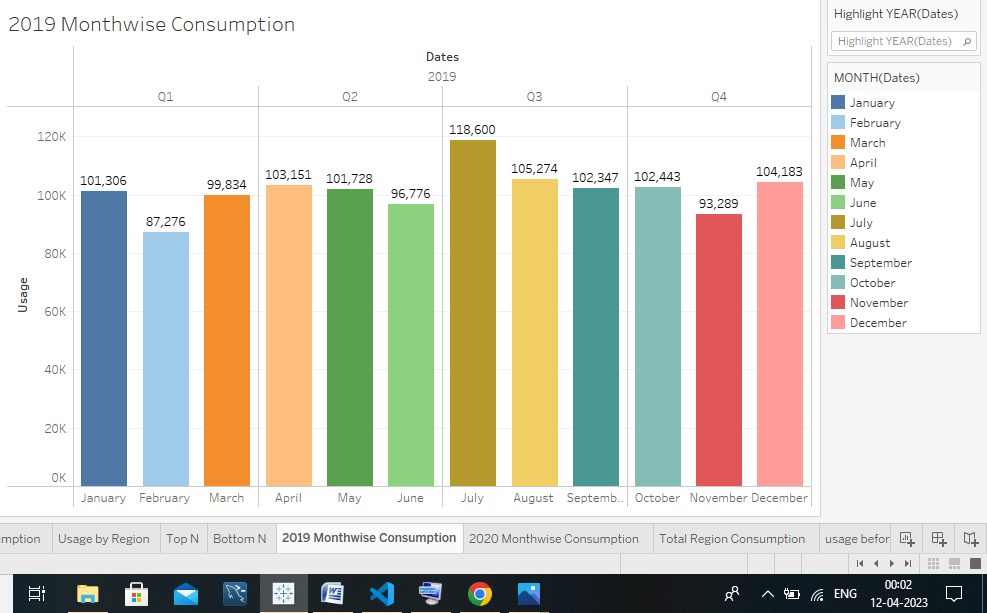 2019 Monthwise Consumption
Highlight YEAR(Dates)
Highlight YEAR(Dates)
MONTH(Dates)
January
February
March
April
May
June
July
August
September
October
November
December
Dates
2019
Q1 Q2 Q3 Q4
Usage
120K
100K
80K
60K
40K
20K
0K
101,306 87,276 99,834 103,151 101,728 96,776 118,600 105,274 102,347 102,443 93,289 104,183
January February March April May June July August Septemb.. October November December
mption Usage by Region Top N Bottom N 2019 Monthwise Consumption 2020 Monthwise Consumption Total Region Consumption usage befor
ENG
00:02
12-04-2023